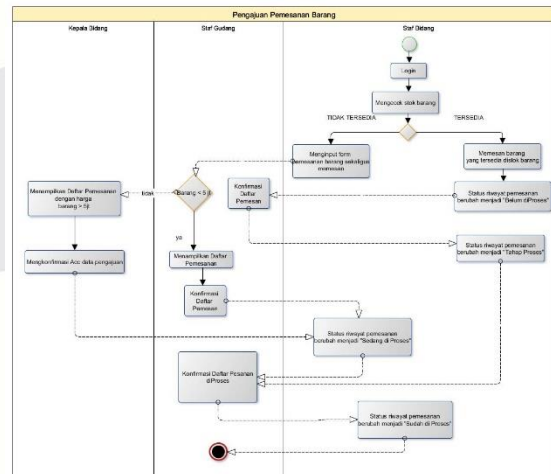 Pengajuan Pemesanan Barang
Kepala Bidang
Staf Gudang
Staf Bidang
Login
Mengecek stok barang
TIDAK TERSEDIA
TERSEDIA
Menginput form
pemesanan barang sekaligus
memesan
Memesan barang
yang tersedia distok barang
Menampilkan Daftar Pemesanan
dengan harga
barang > 5jt
tidak
Barang < 5 jt
Konfirmasi
Daftar
Pemesan
Status riwayat pemesanan
berubah menjadi "Belum diProses"
ya
Status riwayat pemesanan
berubah menjadi "Tahap Proses"
Mengkonfirmasi Acc data pengajuan
Menampilkan Daftar
Pemesanan
Konfirmasi
Daftar
Pemesan
Status riwayat pemesanan
berubah menjadi "Sedang di Proses"
Konfirmasi Daftar Pesanan
diProses
Status riwayat pemesanan
berubah menjadi "Sudah di Proses"